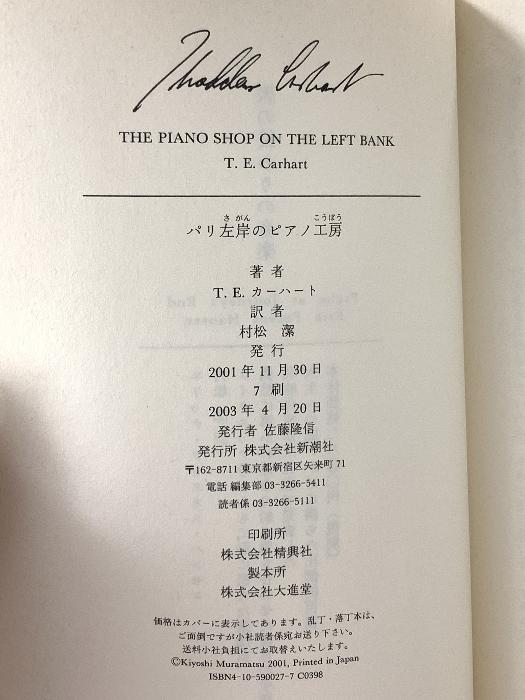 Thaddeus Carhart
THE PIANO SHOP ON THE LEFT BANK
T. E. Carhart
さがん こうぼう
パリ左岸のピアノ工房
著者
T. E. カーハート
訳者
村松 潔
発行
2001年11月30日
7 刷
2003年 4月20日
発行者 佐藤隆信
発行所 株式会社新潮社
〒162-8711 東京都新宿区矢来町 71
電話 編集部 03-3266-5411
読者係 03-3266-5111
印刷所
株式会社精興社
製本所
株式会社大進堂
価格はカバーに表示してあります。乱丁・落丁本は、
ご面倒ですが小社読者係宛お送り下さい。
送料小社負担にてお取替えいたします。
©Kiyoshi Muramatsu 2001, Printed in Japan
ISBN4-10-590027-7 C0398